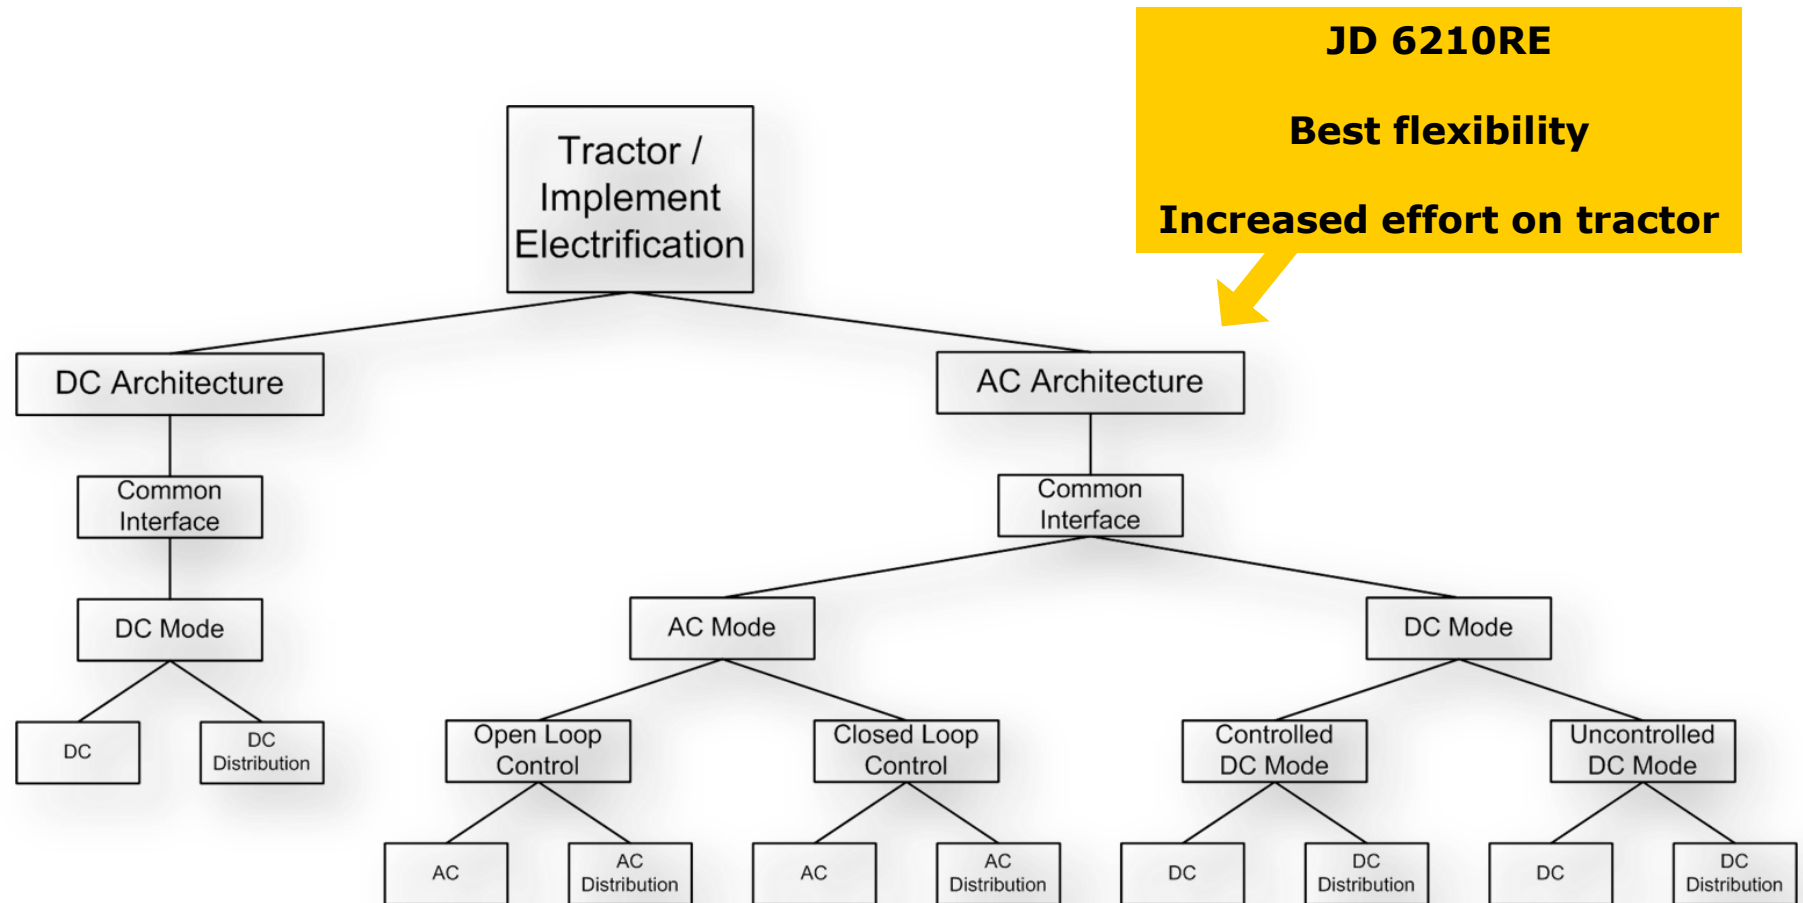 JD 6210RE
Best flexibility
Increased effort on tractor
Tractor /
Implement
Electrification
DC Architecture
AC Architecture
Common
Interface
Common
Interface
DC Mode
AC Mode
DC Mode
DC
DC
Distribution
Open Loop
Control
Closed Loop
Control
Controlled
DC Mode
Uncontrolled
DC Mode
AC
AC
Distribution
AC
AC
Distribution
DC
DC
Distribution
DC
DC
Distribution